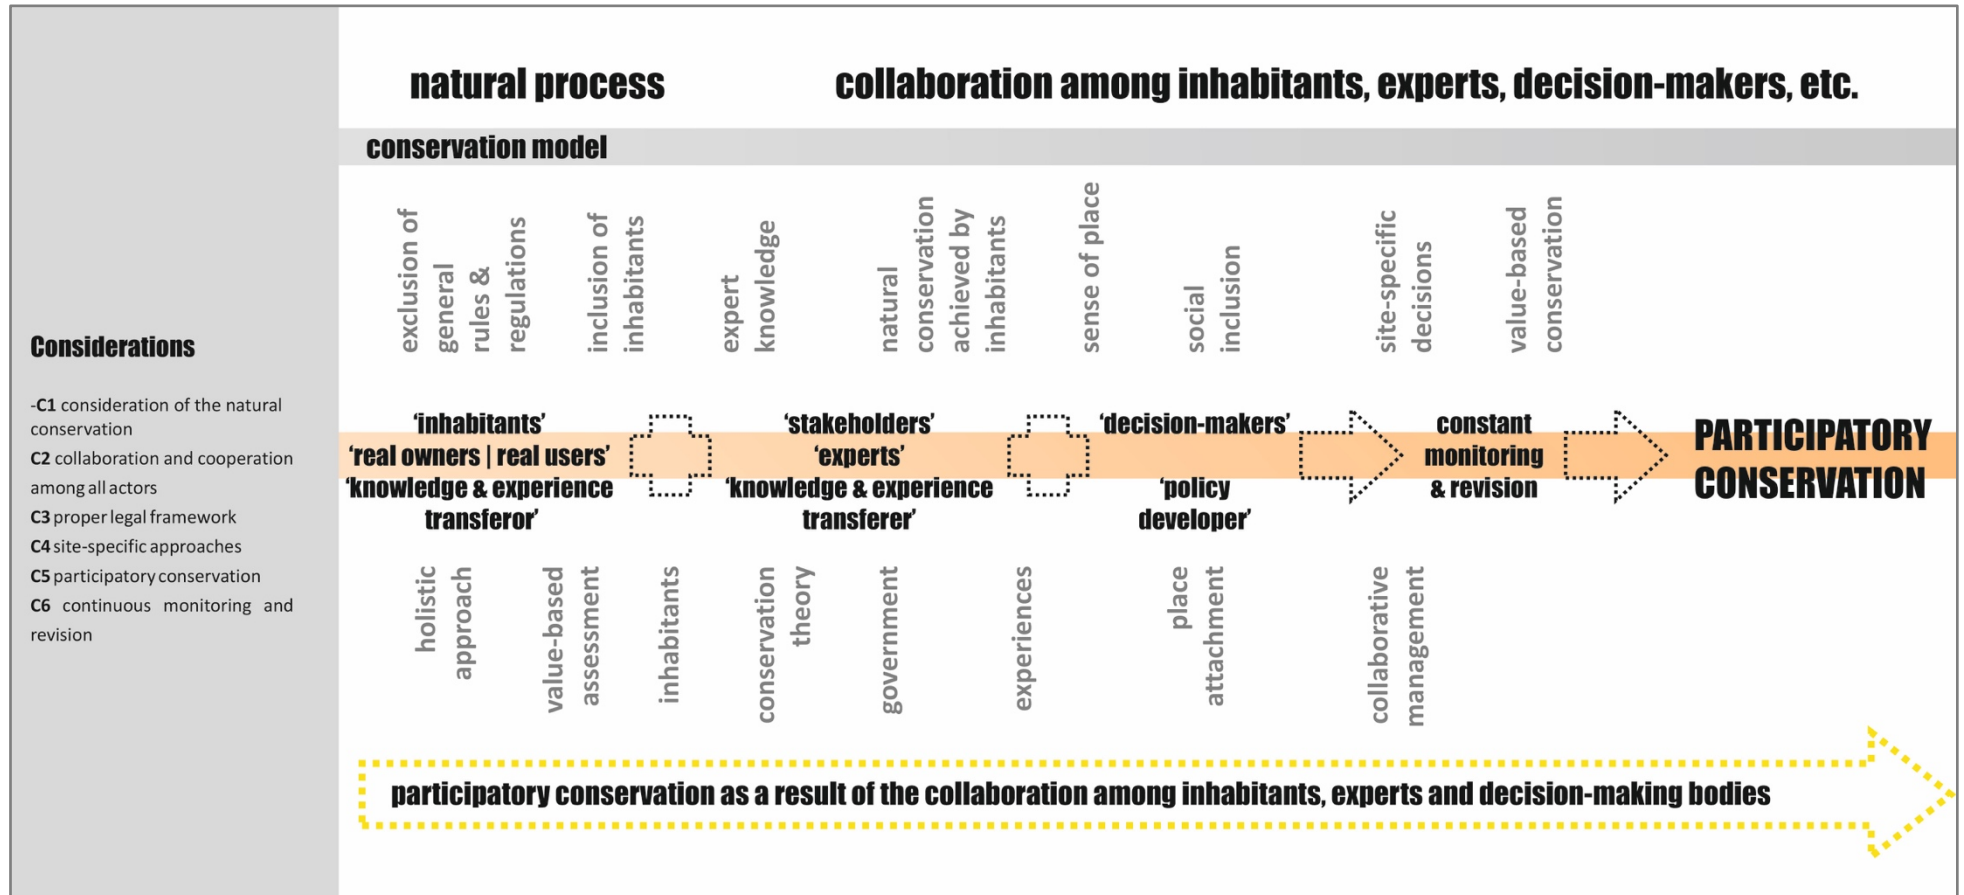 natural process
collaboration among inhabitants, experts, decision-makers, etc.
conservation model
exclusion of
general
rules &
regulations
inclusion of
inhabitants
expert
knowledge
natural
conservation
achieved by
inhabitants
sense of place
social
inclusion
site-specific
decisions
value-based
conservation
Considerations
-C1 consideration of the natural
conservation
C2 collaboration and cooperation
among all actors
C3 proper legal framework
C4 site-specific approaches
C5 participatory conservation
C6 continuous monitoring and
revision
‘inhabitants’
‘real owners | real users’
‘knowledge & experience
transferor’
‘stakeholders’
‘experts’
‘knowledge & experience
transferer’
‘decision-makers’
‘policy
developer’
constant
monitoring
& revision
PARTICIPATORY
CONSERVATION
holistic
approach
value-based
assessment
inhabitants
conservation
theory
government
experiences
place
attachment
collaborative
management
participatory conservation as a result of the collaboration among inhabitants, experts and decision-making bodies